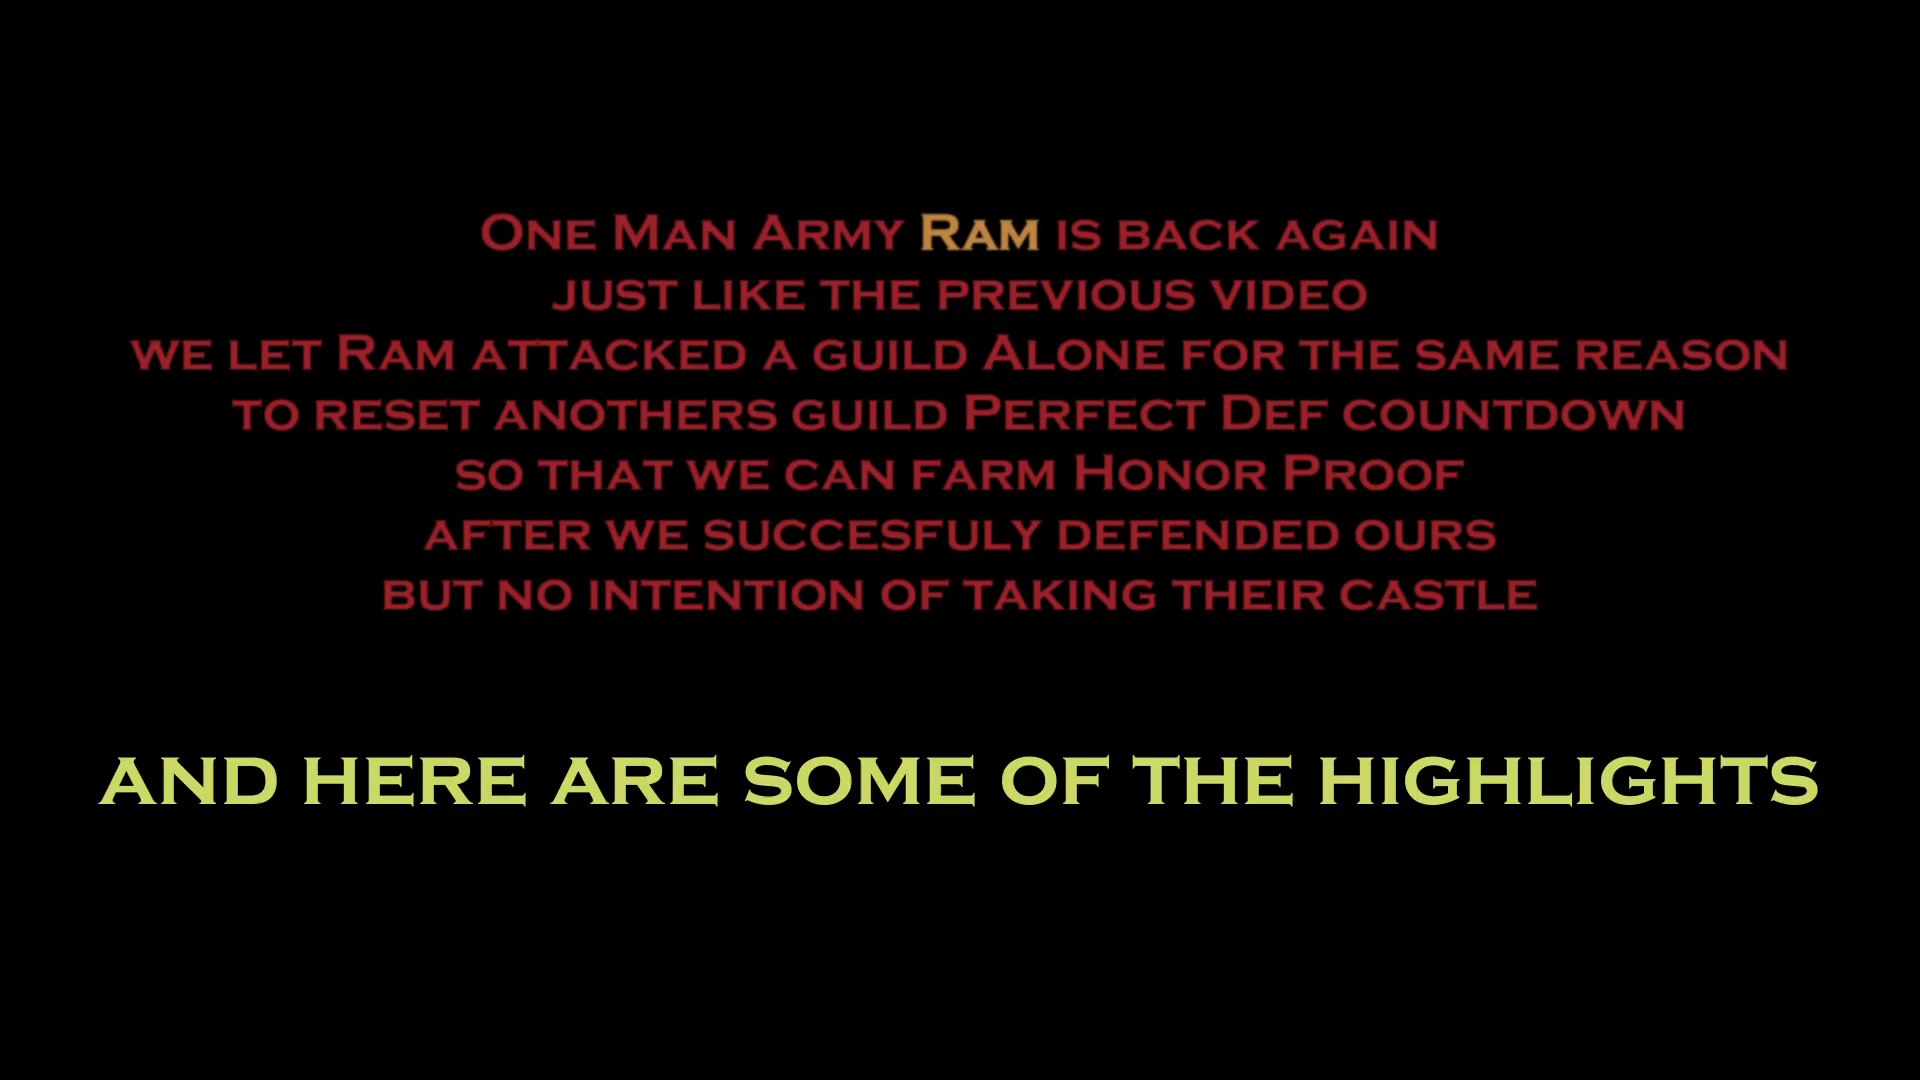 One Man Army Ram is back again
just like the previous video
we let Ram attacked a guild Alone for the same reason
to reset anothers guild Perfect Def countdown
so that we can farm Honor Proof
after we succesfuly defended ours
but no intention of taking their castle
and here are some of the highlights